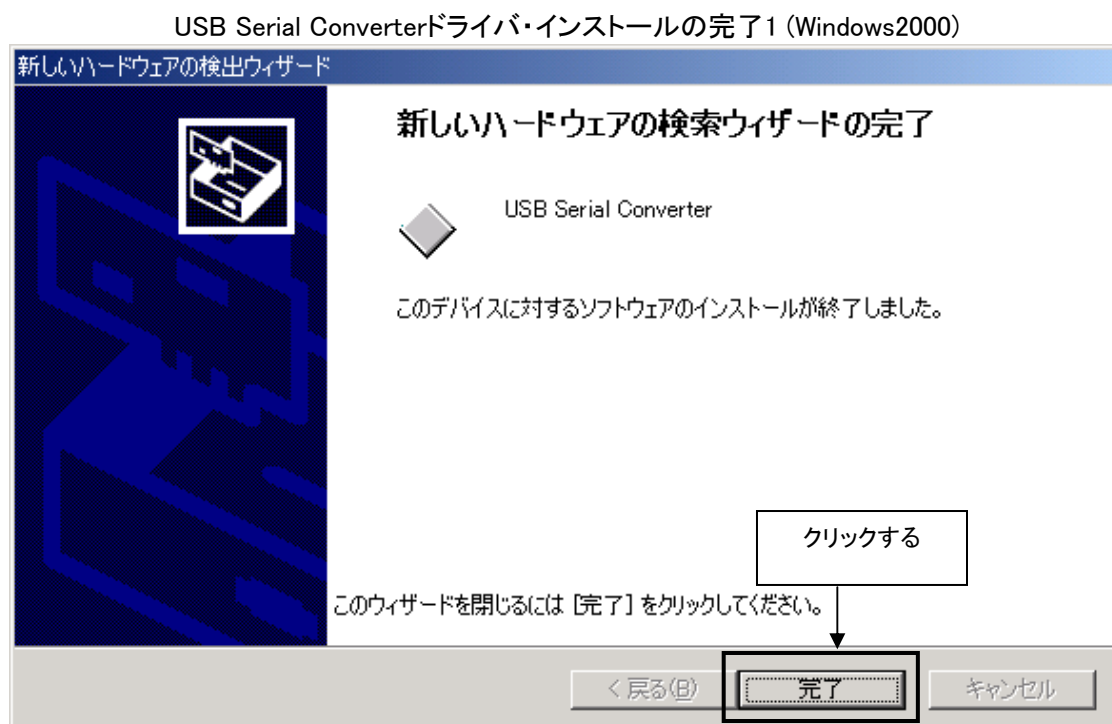 USB Serial Converterドライバ・インストールの完了1 (Windows2000)
新しいハードウェアの検出ウィザード
新しいハードウェアの検索ウィザードの完了
USB Serial Converter
このデバイスに対するソフトウェアのインストールが終了しました。
クリックする
このウィザードを閉じるには [完了] をクリックしてください。
< 戻る(B)
完了
キャンセル